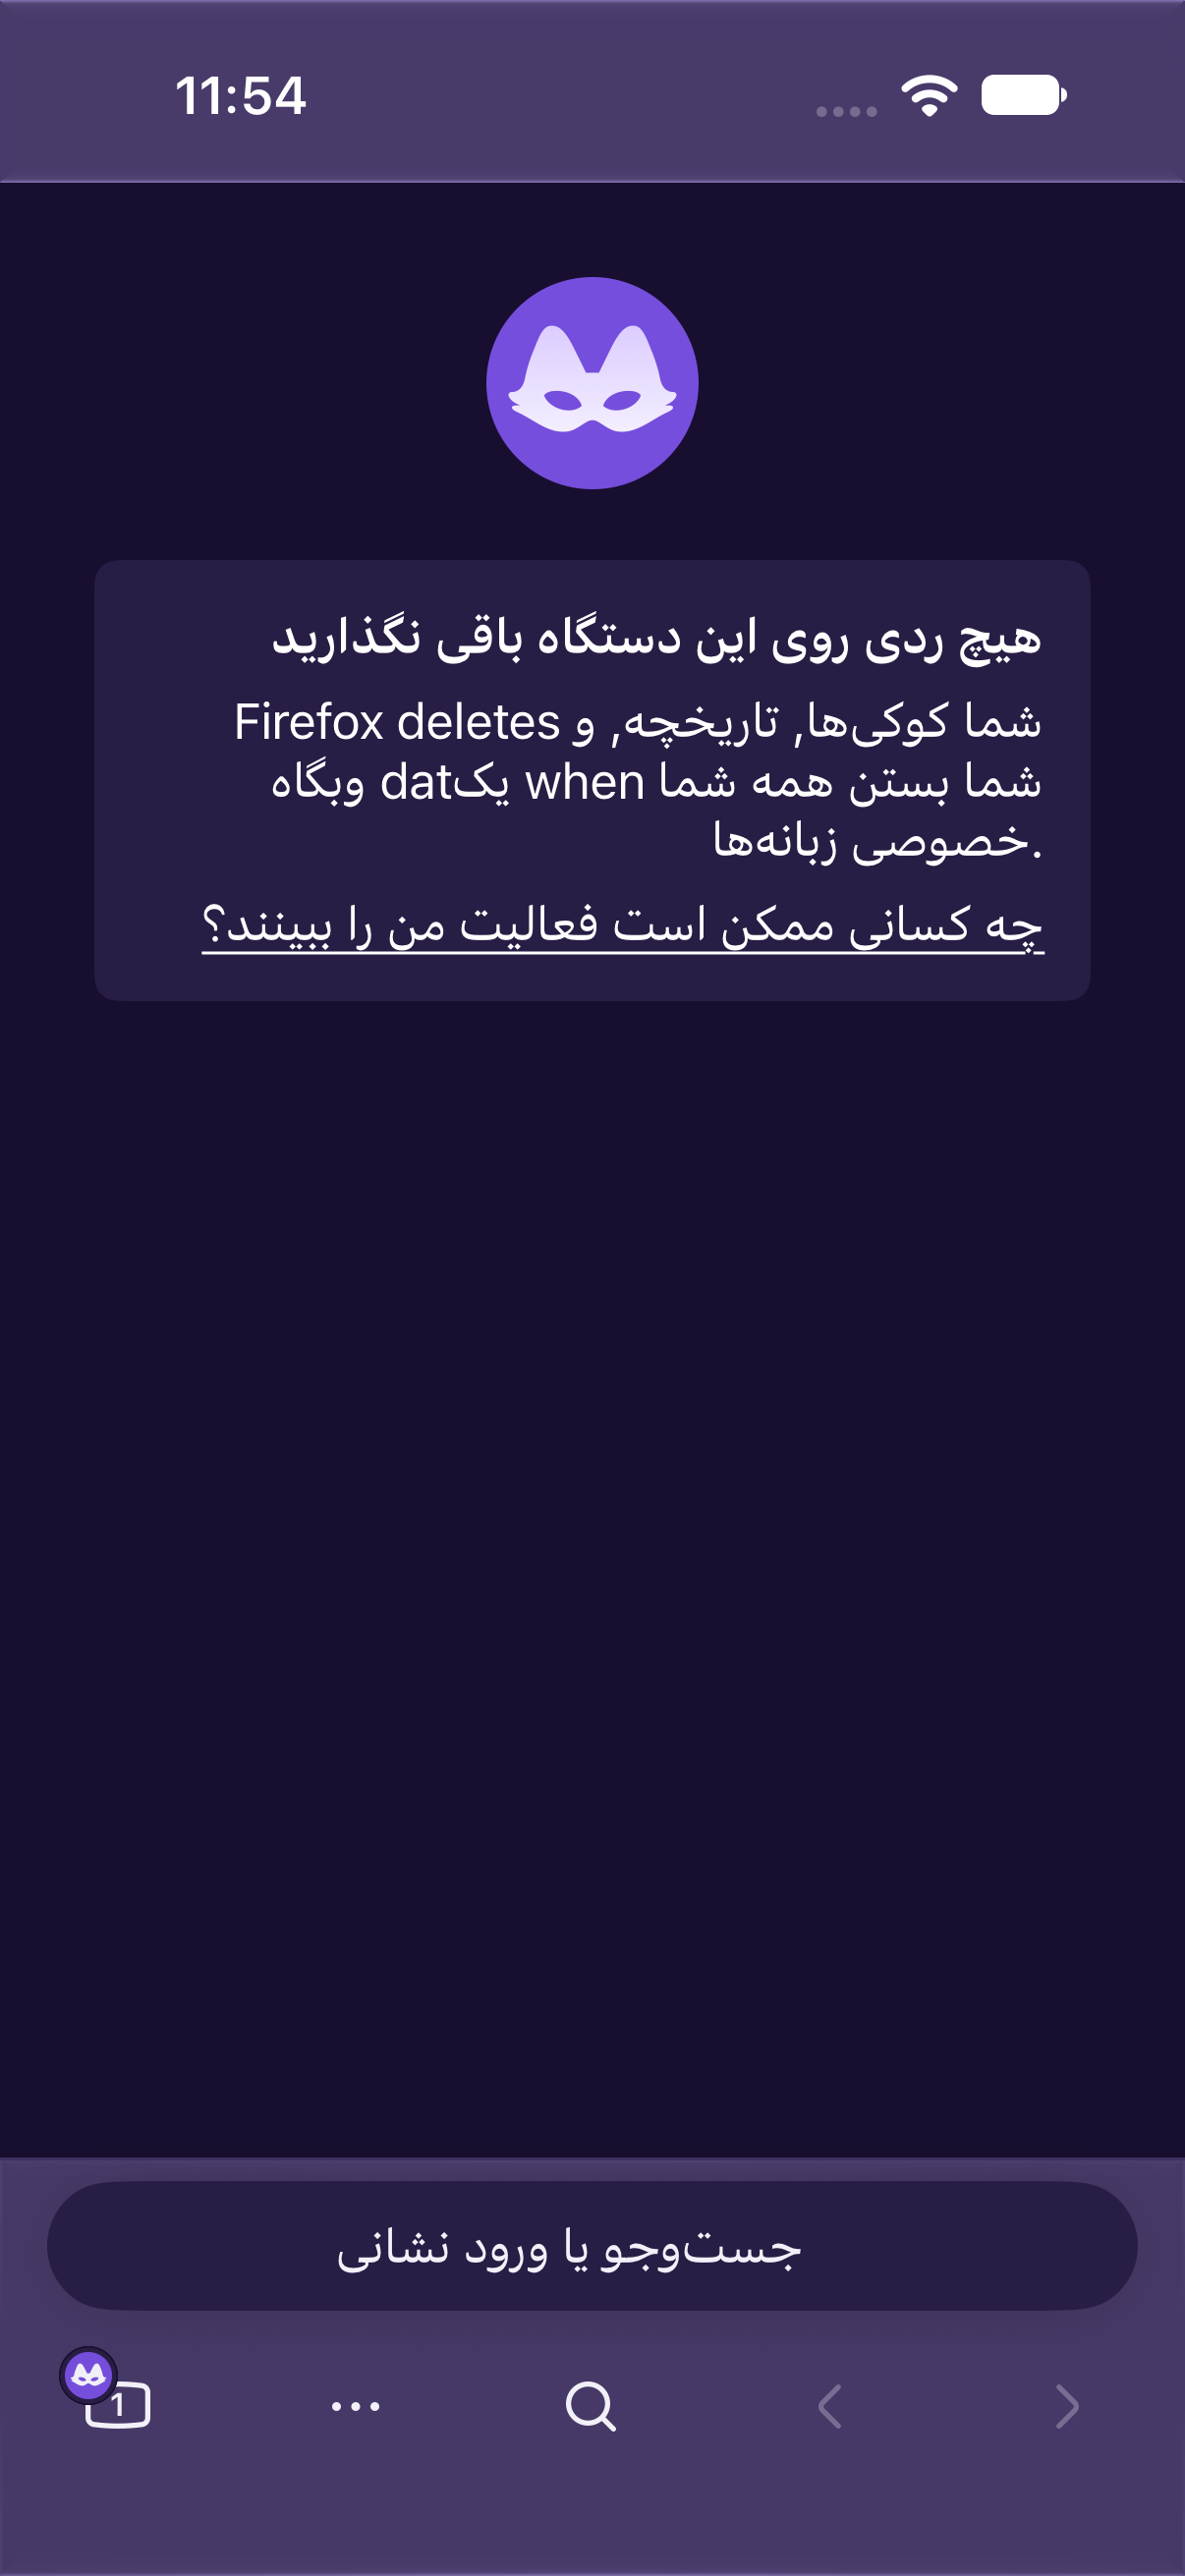 11:54
هیچ ردی روی این دستگاه باقی نگذارید
Firefox deletes شما کوکی‌ها, تاریخچه, و
وبگاه datیک when شما بستن همه شما
خصوصی زبانه‌ها.
چه کسانی ممکن است فعالیت من را ببینند؟
جست‌وجو یا ورود نشانی
1